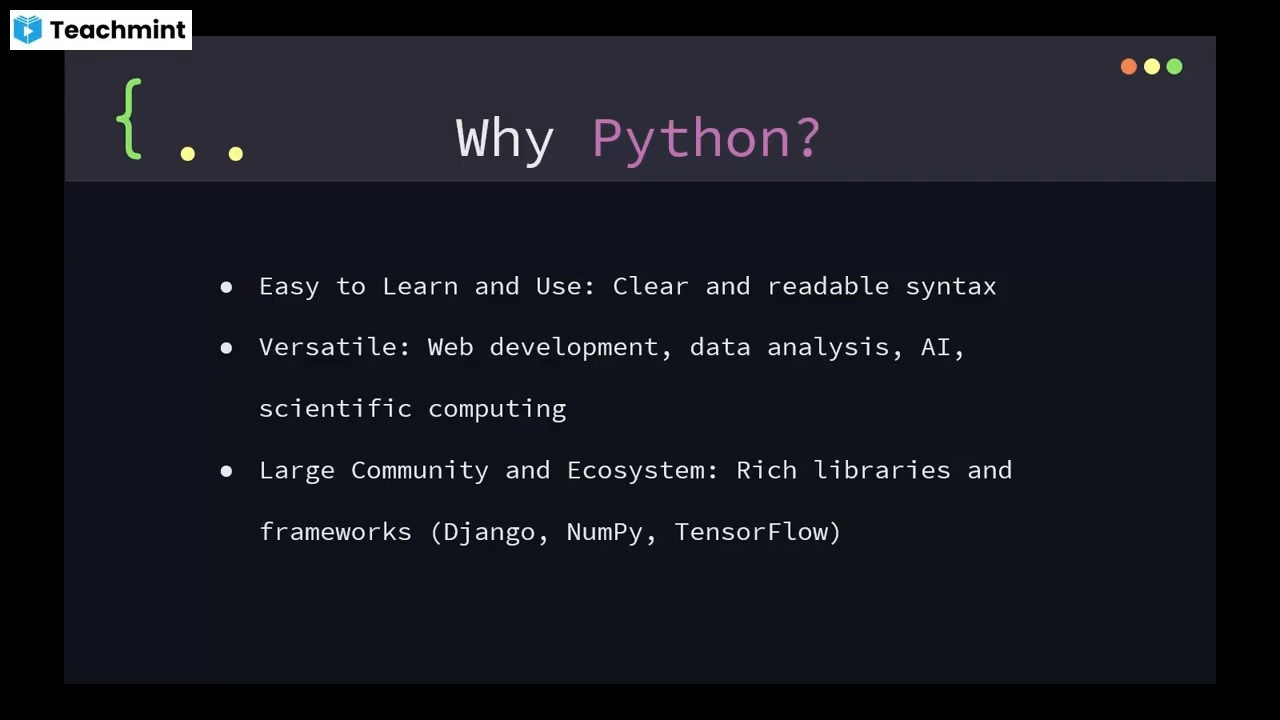 Teachmint
{ ..
Why Python?
● Easy to Learn and Use: Clear and readable syntax
● Versatile: Web development, data analysis, AI,
scientific computing
● Large Community and Ecosystem: Rich libraries and
frameworks (Django, NumPy, TensorFlow)